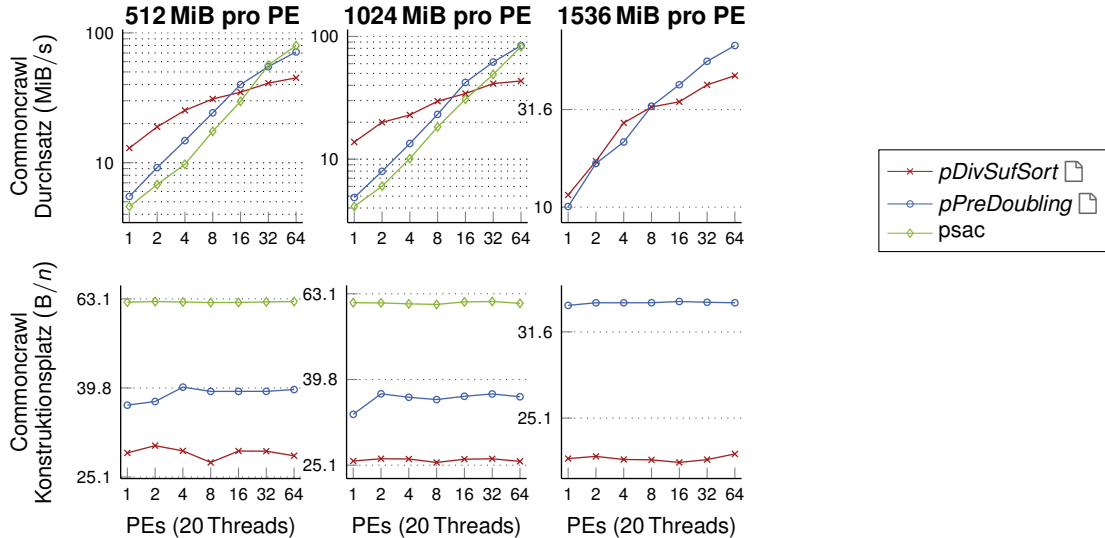 512 MiB pro PE
1024 MiB pro PE
1536 MiB pro PE
Commoncrawl
Durchsatz (MiB/s)
100
10
1 2 4 8 16 32 64
100
10
1 2 4 8 16 32 64
31.6
10
1 2 4 8 16 32 64
pDivSufSort
pPreDoubling
psac
Commoncrawl
Konstruktionsplatz (B/n)
63.1
39.8
25.1
1 2 4 8 16 32 64
PEs (20 Threads)
63.1
39.8
25.1
1 2 4 8 16 32 64
PEs (20 Threads)
31.6
25.1
1 2 4 8 16 32 64
PEs (20 Threads)